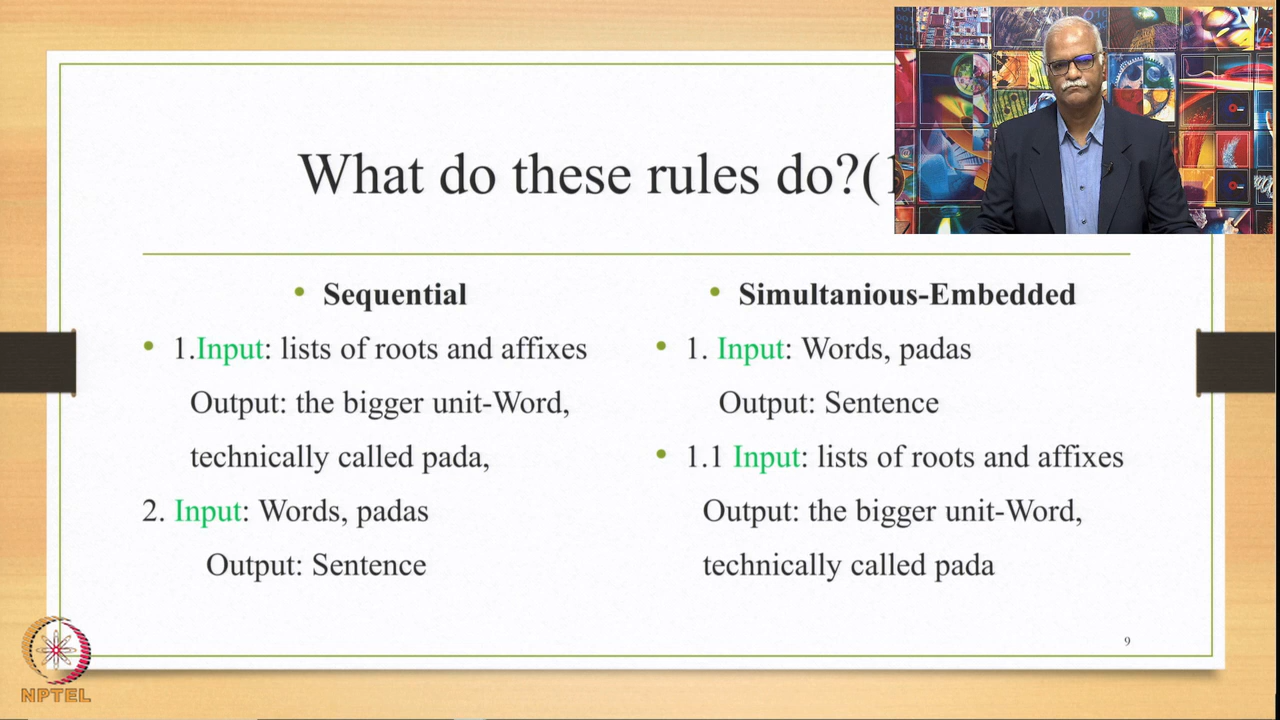 What do these rules do?(1
Sequential
1.Input: lists of roots and affixes
Output: the bigger unit-Word,
technically called pada,
2. Input: Words, padas
Output: Sentence
Simultanious-Embedded
1. Input: Words, padas
Output: Sentence
1.1 Input: lists of roots and affixes
Output: the bigger unit-Word,
technically called pada
9
NPTEL